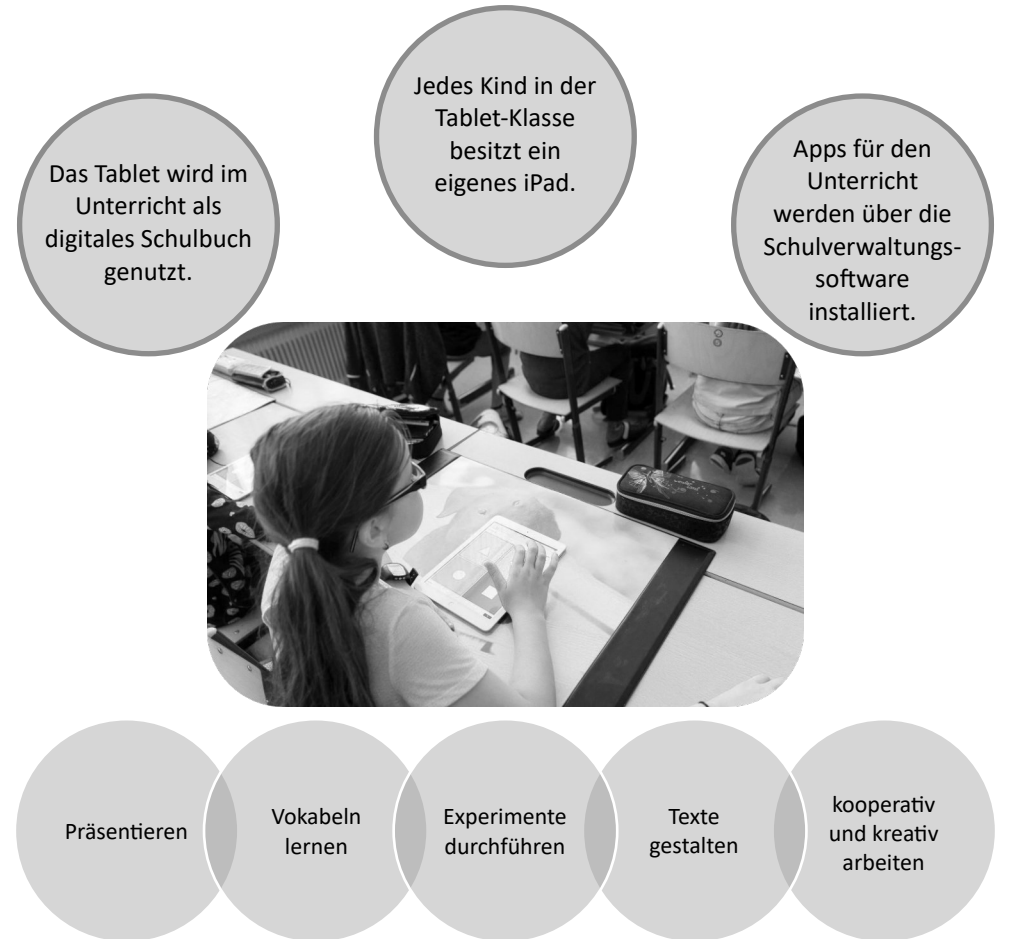 Das Tablet wird im
Unterricht als
digitales Schulbuch
genutzt.
Jedes Kind in der
Tablet-Klasse
besitzt ein
eigenes iPad.
Apps für den
Unterricht
werden über die
Schulverwaltungs-
software
installiert.
Präsentieren
Vokabeln
lernen
Experimente
durchführen
Texte
gestalten
kooperativ
und kreativ
arbeiten